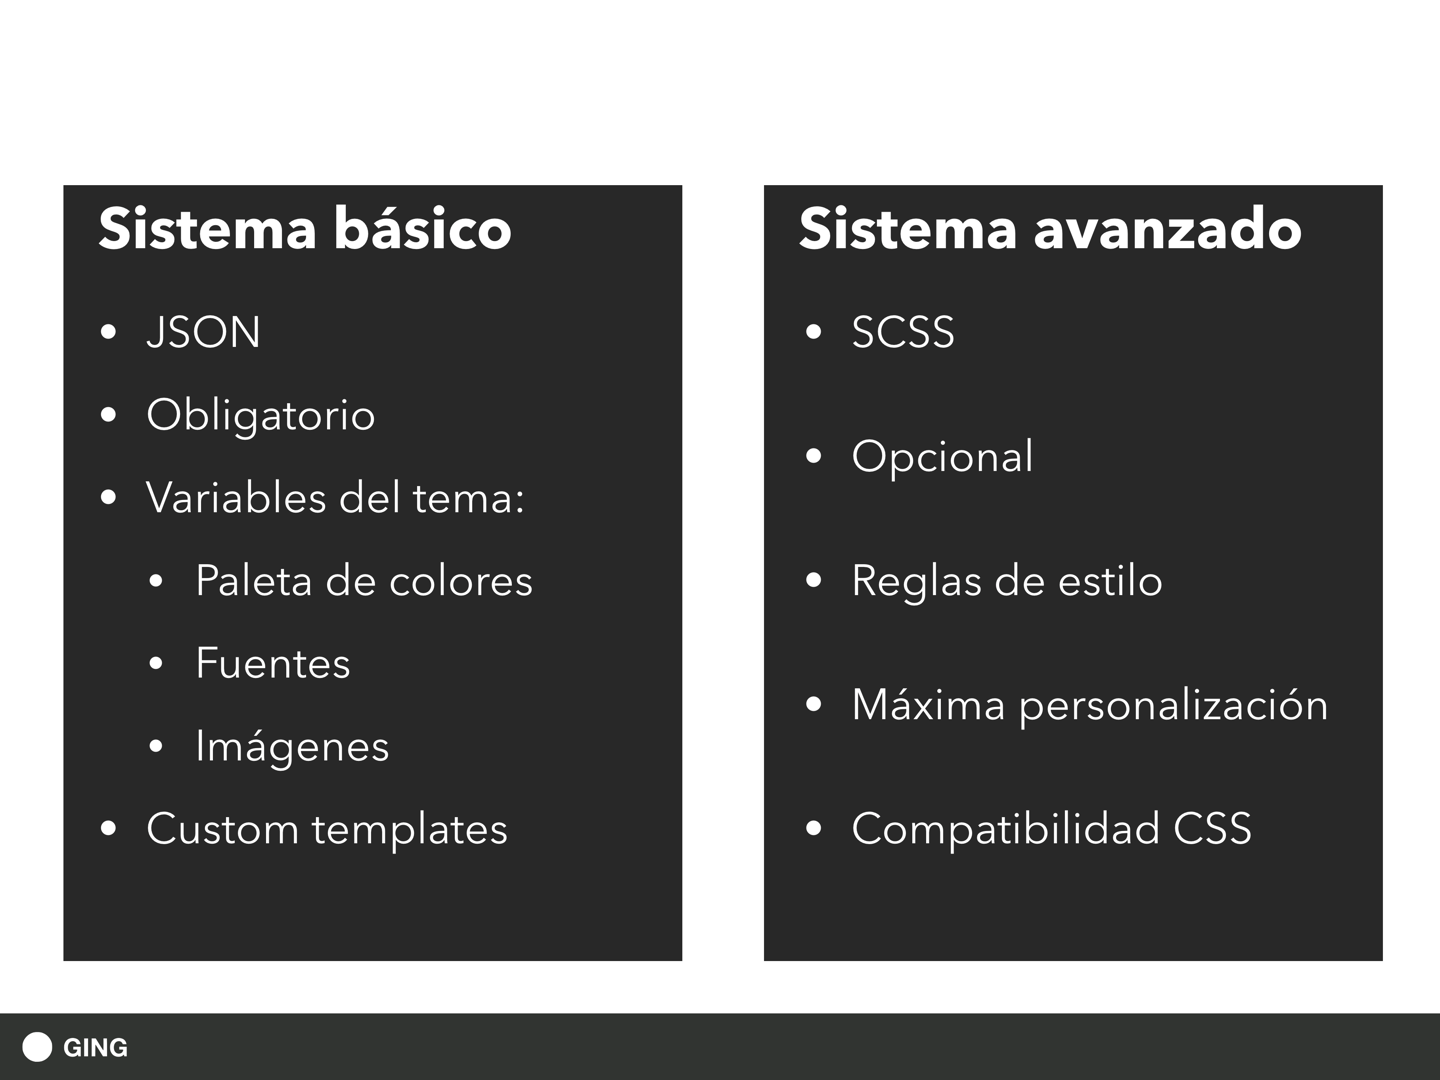 Sistema básico
• JSON
• Obligatorio
• Variables del tema:
• Paleta de colores
• Fuentes
• Imágenes
• Custom templates
Sistema avanzado
• SCSS
• Opcional
• Reglas de estilo
• Máxima personalización
• Compatibilidad CSS
GING